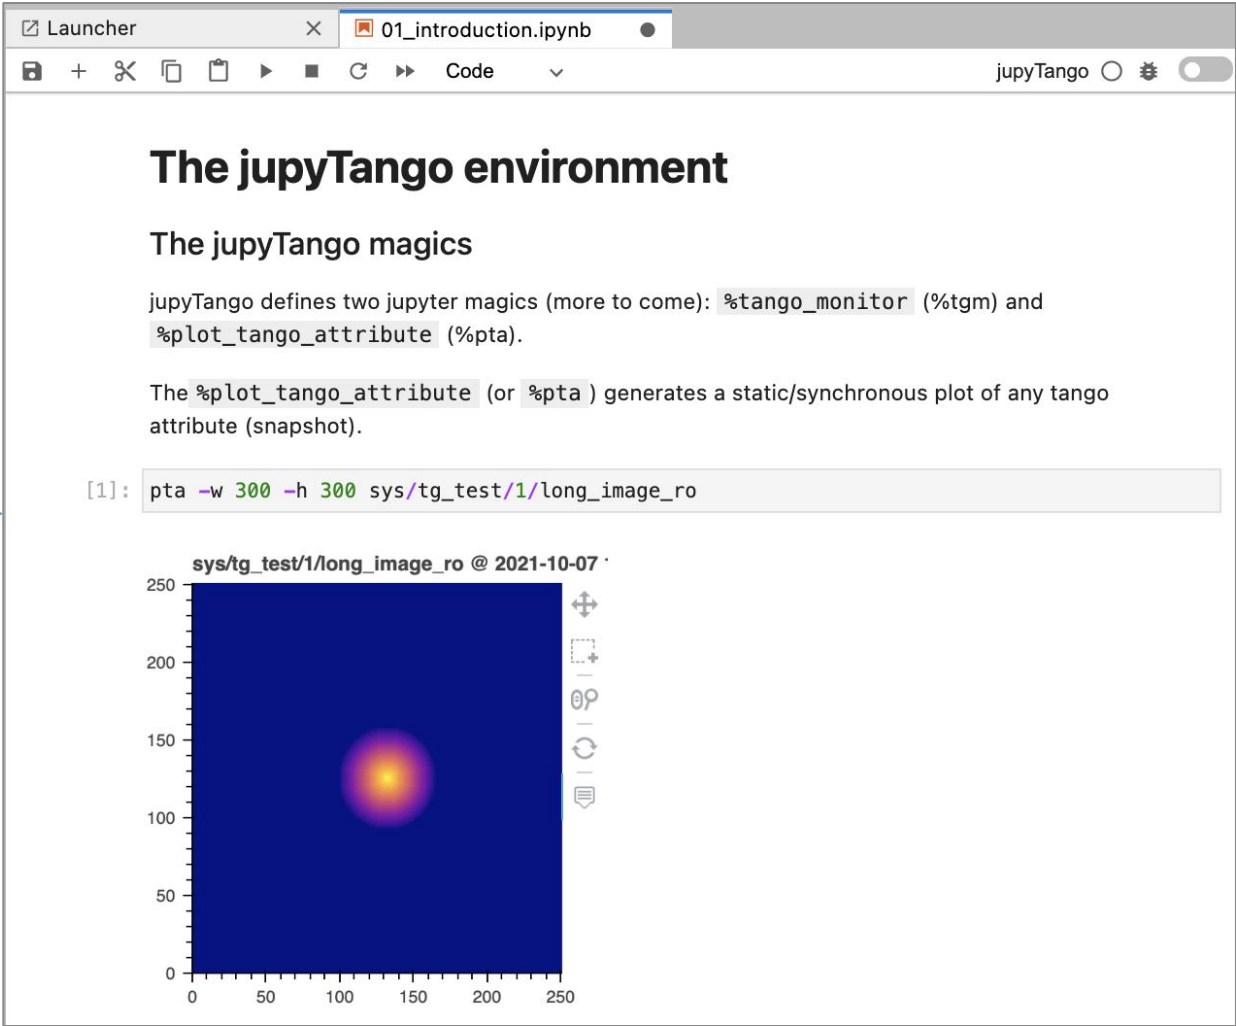 Launcher
01_introduction.ipynb
Code
jupyTango
The jupyTango environment
The jupyTango magics
jupyTango defines two jupyter magics (more to come): %tango_monitor (%tgm) and
%plot_tango_attribute (%pta).
The %plot_tango_attribute (or %pta ) generates a static/synchronous plot of any tango
attribute (snapshot).
[1]: pta -w 300 -h 300 sys/tg_test/1/long_image_ro
sys/tg_test/1/long_image_ro @ 2021-10-07
250
200
150
100
50
0
0 50 100 150 200 250